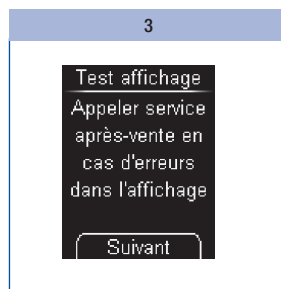 3
Test affichage
Appeler service
après-vente en
cas d'erreurs
dans l'affichage
Suivant